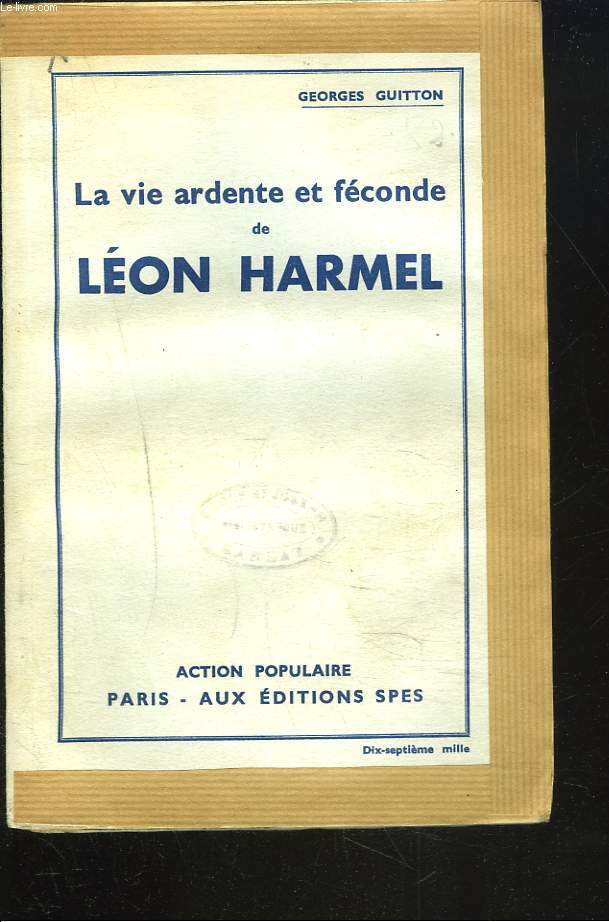 Le-livre.com
GEORGES GUITTON
La vie ardente et féconde
de
LÉON HARMEL
ACTION POPULAIRE
PARIS - AUX ÉDITIONS SPES
Dix-septième mille